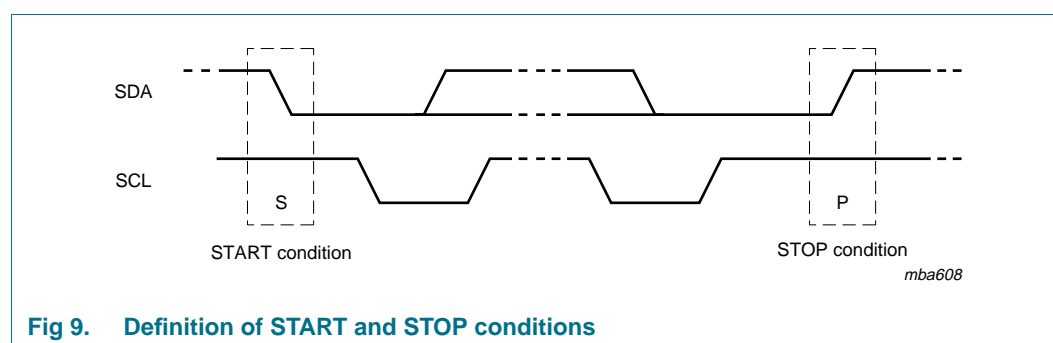 SDA
SCL
S
P
START condition
STOP condition
mba608
Fig 9. Definition of START and STOP conditions